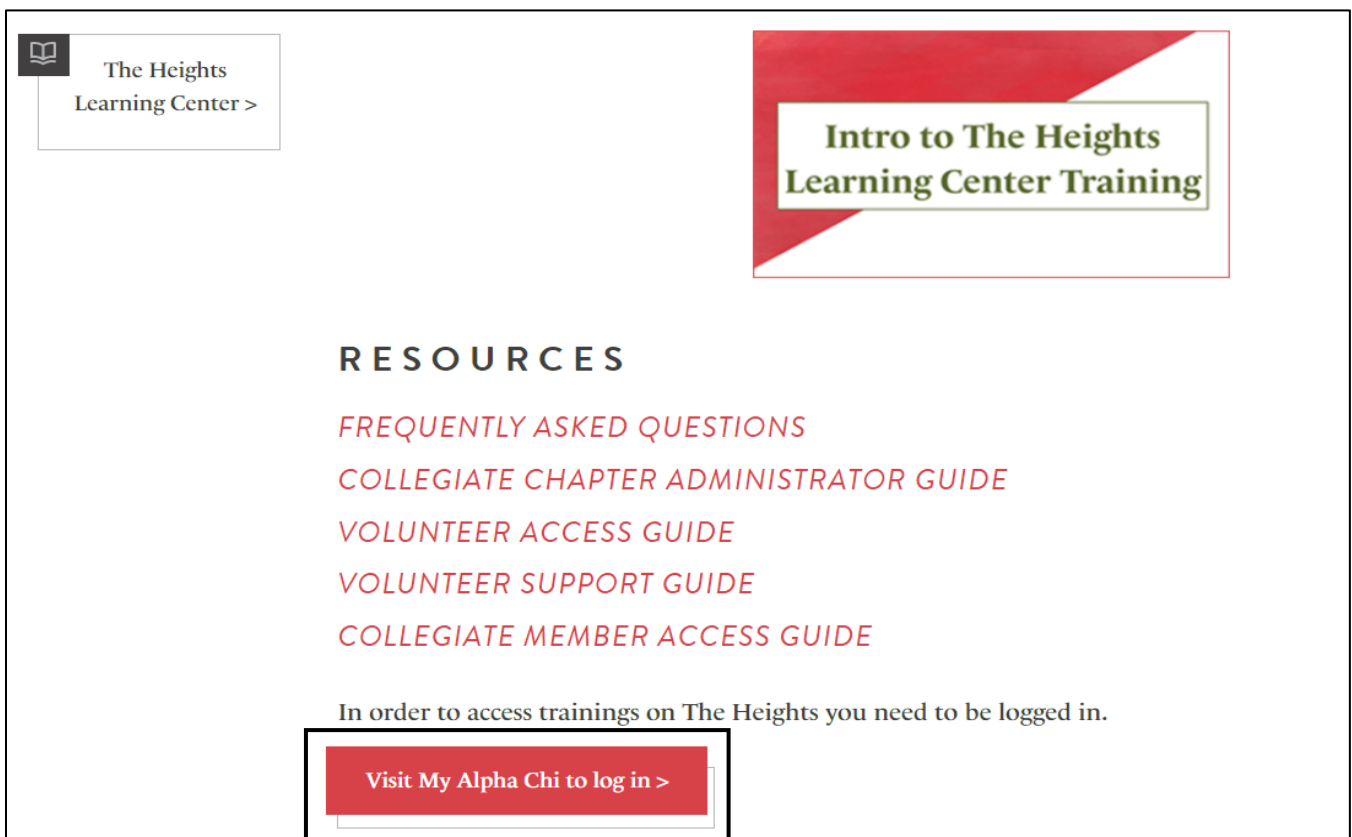 The Heights
Learning Center >
Intro to The Heights
Learning Center Training
RESOURCES
FREQUENTLY ASKED QUESTIONS
COLLEGIATE CHAPTER ADMINISTRATOR GUIDE
VOLUNTEER ACCESS GUIDE
VOLUNTEER SUPPORT GUIDE
COLLEGIATE MEMBER ACCESS GUIDE
In order to access trainings on The Heights you need to be logged in.
Visit My Alpha Chi to log in >